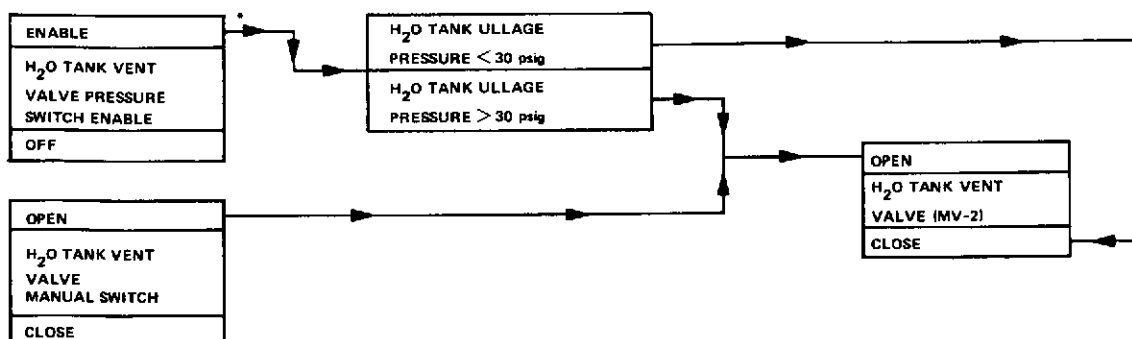 ENABLE
H₂O TANK VENT
VALVE PRESSURE
SWITCH ENABLE
OFF
*
H₂O TANK ULLAGE
PRESSURE < 30 psig
H₂O TANK ULLAGE
PRESSURE > 30 psig
OPEN
H₂O TANK VENT
VALVE
MANUAL SWITCH
CLOSE
OPEN
H₂O TANK VENT
VALVE (MV-2)
CLOSE